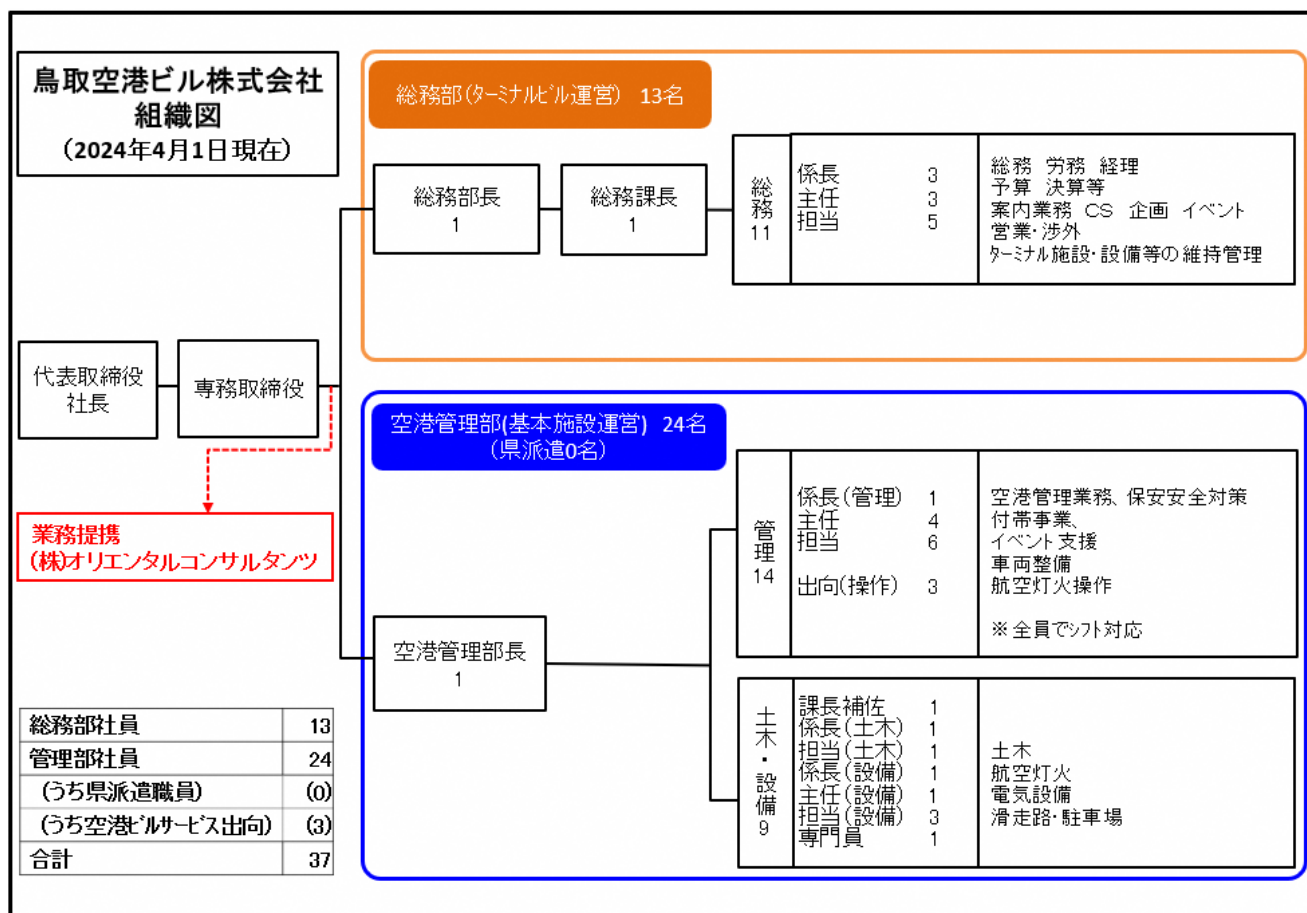 鳥取空港ビル株式会社
組織図
(2024年4月1日現在)
総務部(ターミナルビル運営) 13名
総務部長
1
総務課長
1
総務
11
係長 3
主任 3
担当 5
総務 労務 経理
予算 決算等
案内業務 CS 企画 イベント
営業・渉外
ターミナル施設・設備等の維持管理
代表取締役
社長
専務取締役
業務提携
(株)オリエンタルコンサルタンツ
空港管理部(基本施設運営) 24名
(県派遣0名)
空港管理部長
1
管理
14
係長(管理) 1
主任 4
担当 6
出向(操作) 3
空港管理業務、保安安全対策
付帯事業、
イベント支援
車両整備
航空灯火操作
※全員でシフト対応
土木・設備
9
課長補佐 1
係長(土木) 1
担当(土木) 1
係長(設備) 1
主任(設備) 1
担当(設備) 3
専門員 1
土木
航空灯火
電気設備
滑走路・駐車場
総務部社員 13
管理部社員 24
(うち県派遣職員) (0)
(うち空港ビルサービス出向) (3)
合計 37